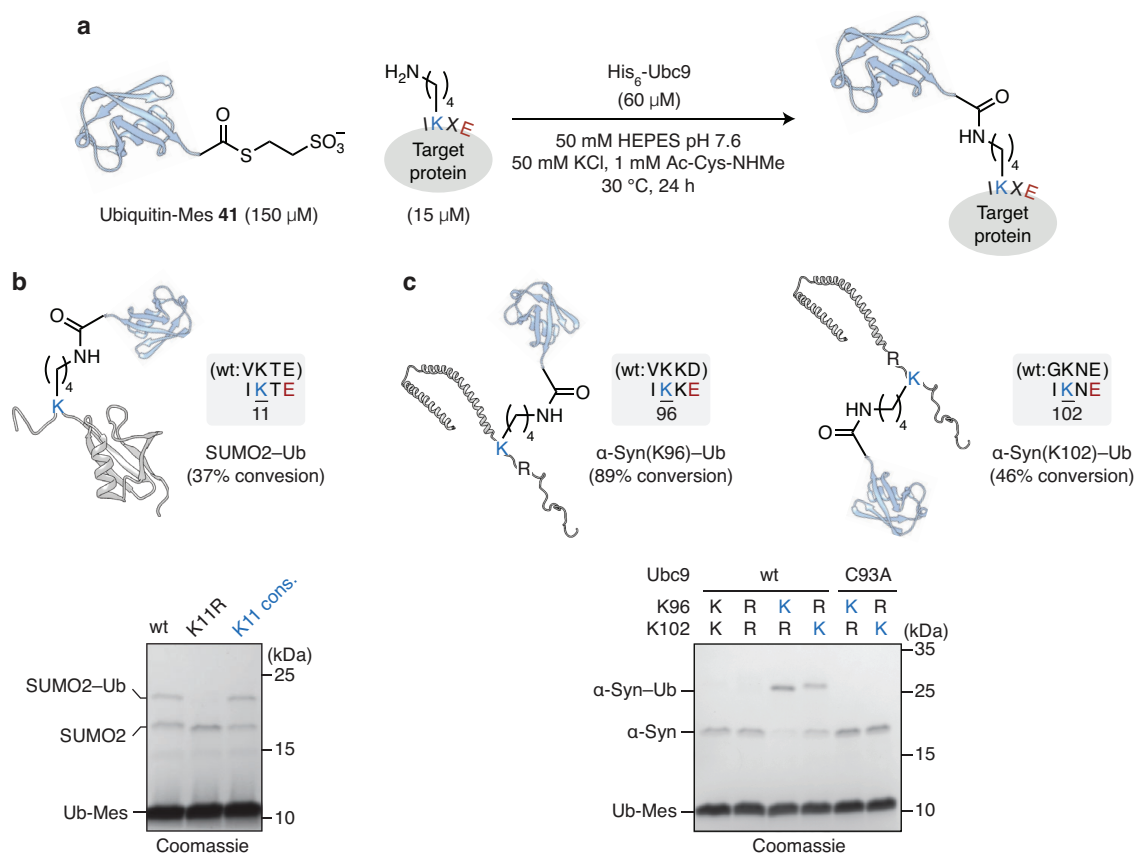 a
H2N
4
I K X E
Target
protein
O
S
SO3−
Ubiquitin-Mes 41 (150 µM)
(15 µM)
His6-Ubc9
(60 µM)
50 mM HEPES pH 7.6
50 mM KCl, 1 mM Ac-Cys-NHMe
30 °C, 24 h
O
HN
4
I K X E
Target
protein
b
O
NH
4
K
(wt:VKTE)
IKTE
11
SUMO2–Ub
(37% convesion)
wt
K11R
K11 cons.
(kDa)
25
SUMO2–Ub
SUMO2
15
Ub-Mes
10
Coomassie
c
O
NH
4
K
R
(wt:VKKD)
IKKE
96
α-Syn(K96)–Ub
(89% conversion)
R
K
HN
4
O
(wt:GKNE)
IKNE
102
α-Syn(K102)–Ub
(46% conversion)
Ubc9 wt C93A
K96 K R K R K R
K102 K R R K R K (kDa)
35
α-Syn–Ub
25
α-Syn
15
Ub-Mes
10
Coomassie